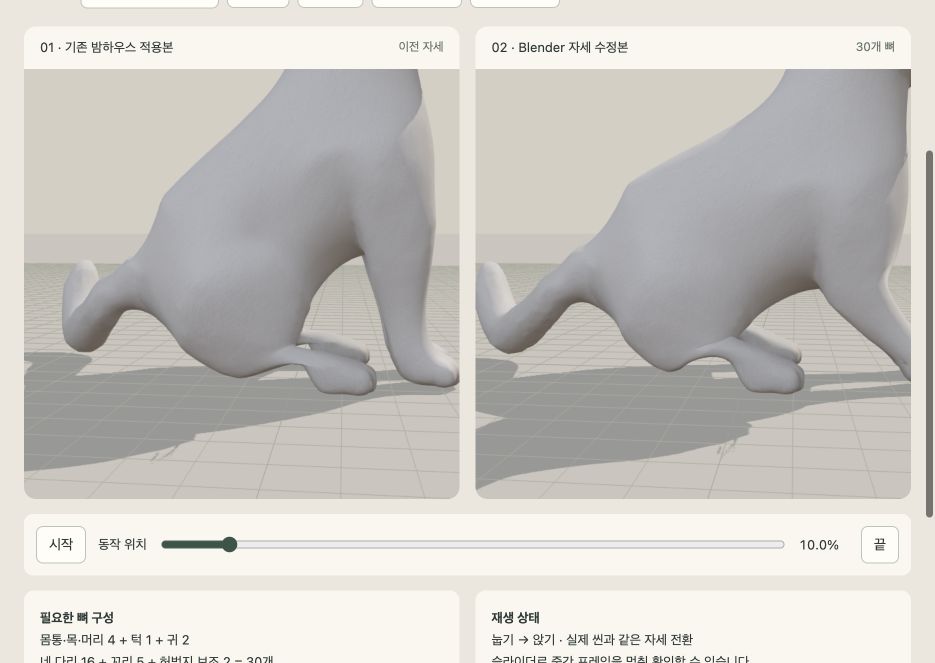 01 · 기존 밤하우스 적용본
이전 자세
02 · Blender 자세 수정본
30개 뼈
시작
동작 위치
10.0%
끝
필요한 뼈 구성
몸통·목·머리 4 + 턱 1 + 귀 2
네 다리 16 + 꼬리 5 + 허벅지 보조 2 = 30개
재생 상태
눕기 → 앉기 · 실제 씬과 같은 자세 전환
슬라이더로 중간 프레임을 멈춰 확인할 수 있습니다